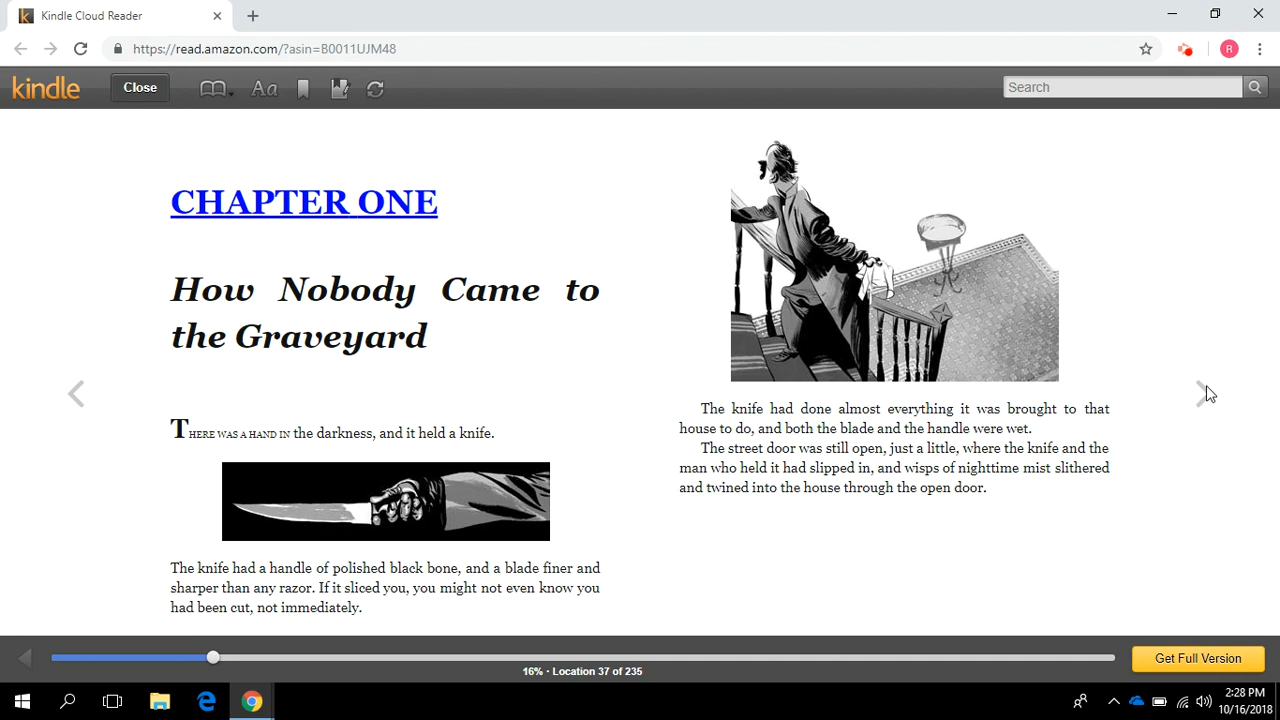 Kindle Cloud Reader
https://read.amazon.com/?asin=B0011UJM48
R
kindle
Close
Aa
Search
CHAPTER ONE
How Nobody Came to
the Graveyard
THERE WAS A HAND IN the darkness, and it held a knife.
The knife had a handle of polished black bone, and a blade finer and
sharper than any razor. If it sliced you, you might not even know you
had been cut, not immediately.
The knife had done almost everything it was brought to that
house to do, and both the blade and the handle were wet.
The street door was still open, just a little, where the knife and the
man who held it had slipped in, and wisps of nighttime mist slithered
and twined into the house through the open door.
16% · Location 37 of 235
Get Full Version
2:28 PM
10/16/2018